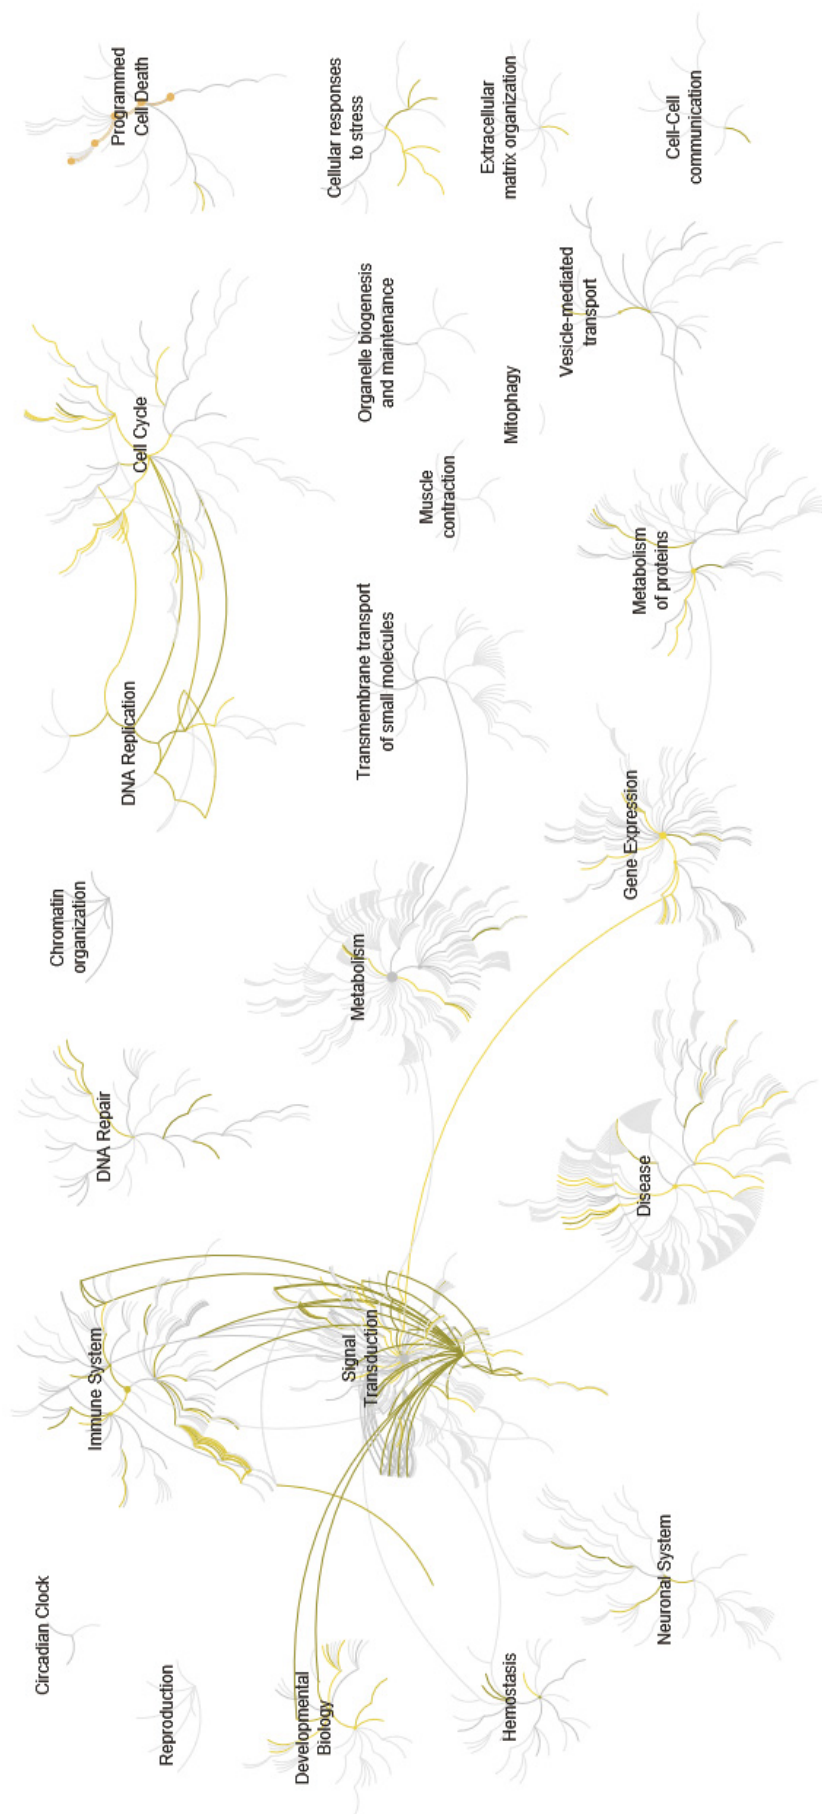 Programmed
Cell Death
Cellular responses
to stress
Extracellular
matrix organization
Cell-Cell
communication
Cell Cycle
Organelle biogenesis
and maintenance
Vesicle-mediated
transport
Mitophagy
Muscle
contraction
DNA Replication
Transmembrane transport
of small molecules
Metabolism
of proteins
Chromatin
organization
Metabolism
Gene Expression
DNA Repair
Disease
Immune System
Signal
Transduction
Circadian Clock
Reproduction
Developmental
Biology
Hemostasis
Neuronal System